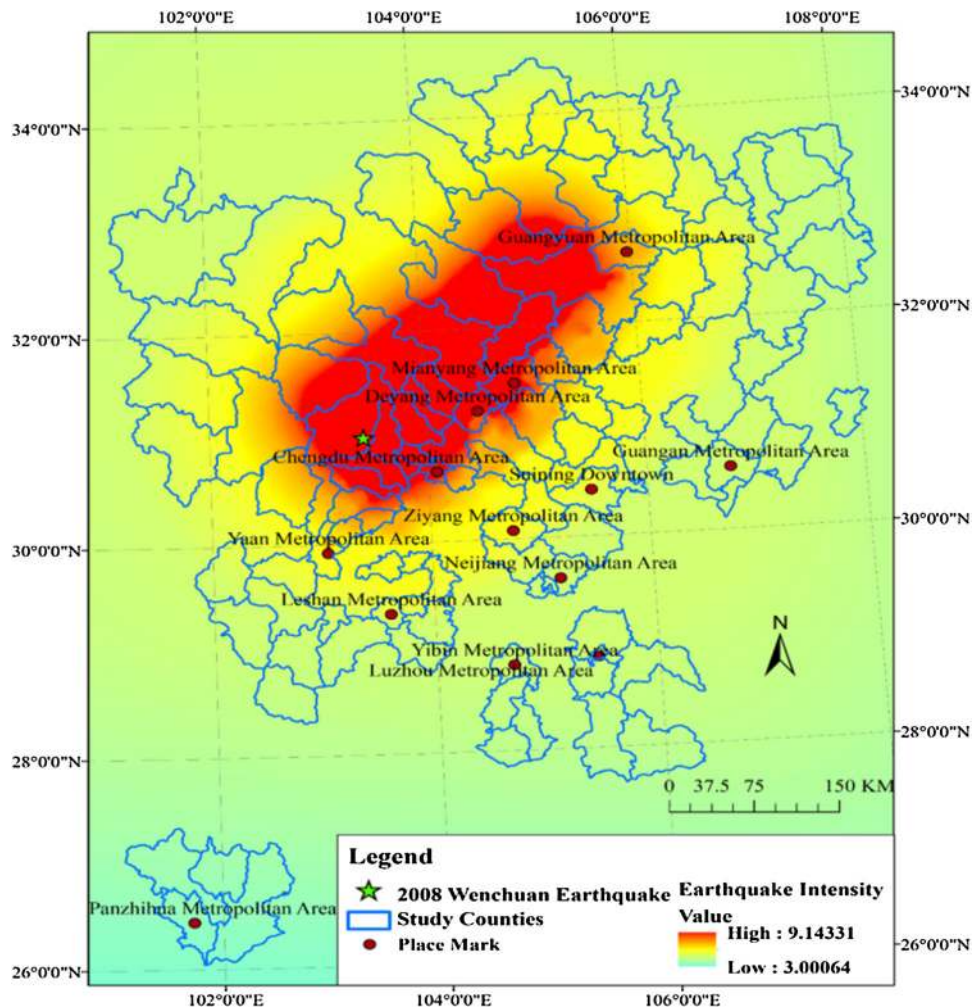 102°0'0"E 104°0'0"E 106°0'0"E 108°0'0"E
34°0'0"N
34°0'0"N
Guangyuan Metropolitan Area
32°0'0"N
32°0'0"N
Mianyang Metropolitan Area
Deyang Metropolitan Area
Guangan Metropolitan Area
Chengdu Metropolitan Area
Suining Downtown
Ziyang Metropolitan Area
30°0'0"N
Yaan Metropolitan Area
30°0'0"N
Neijiang Metropolitan Area
Leshan Metropolitan Area
N
Yibin Metropolitan Area
Luzhou Metropolitan Area
28°0'0"N
28°0'0"N
0 37.5 75 150 KM
Legend
2008 Wenchuan Earthquake
Study Counties
Place Mark
Earthquake Intensity
Value
High : 9.14331
Low : 3.00064
Panzhihua Metropolitan Area
26°0'0"N
26°0'0"N
102°0'0"E 104°0'0"E 106°0'0"E